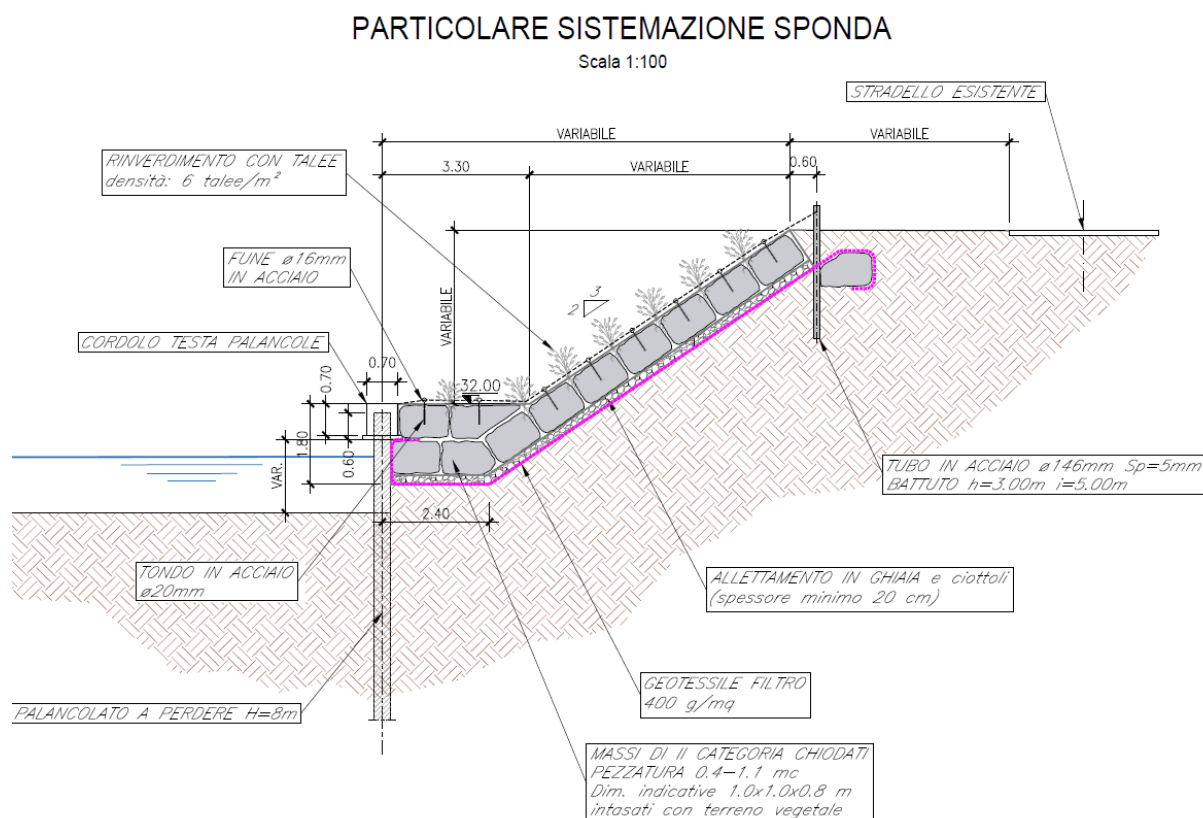 PARTICOLARE SISTEMAZIONE SPONDA
Scala 1:100
STRADELLO ESISTENTE
VARIABILE
VARIABILE
RINVERDIMENTO CON TALEE
densità: 6 talee/m²
3.30
VARIABILE
0.60
FUNE ø16mm
IN ACCIAIO
VARIABILE
3
2
CORDOLO TESTA PALANCOLE
0.70
0.70
32.00
1.80
0.60
VAR.
TUBO IN ACCIAIO ø146mm Sp=5mm
BATTUTO h=3.00m i=5.00m
2.40
TONDO IN ACCIAIO
ø20mm
ALLETTAMENTO IN GHIAIA e ciottoli
(spessore minimo 20 cm)
GEOTESSILE FILTRO
400 g/mq
PALANCOLATO A PERDERE H=8m
MASSI DI II CATEGORIA CHIODATI
PEZZATURA 0.4-1.1 mc
Dim. indicative 1.0x1.0x0.8 m
intasati con terreno vegetale